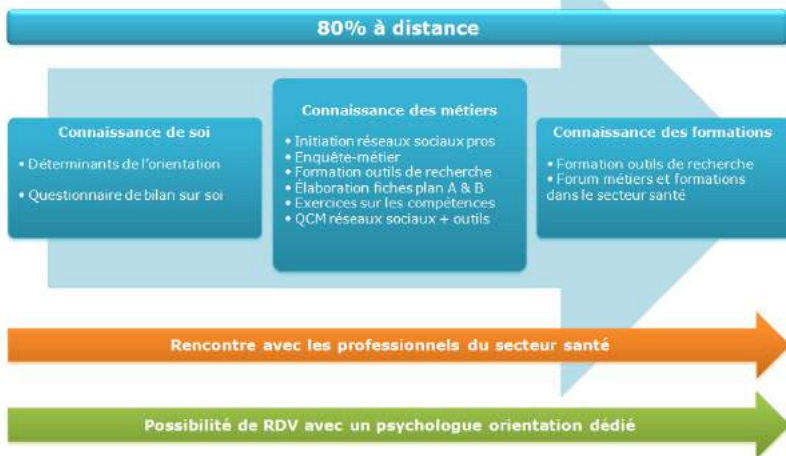 80% à distance
Connaissance de soi
• Déterminants de l'orientation
• Questionnaire de bilan sur soi
Connaissance des métiers
• Initiation réseaux sociaux pros
• Enquête-métier
• Formation outils de recherche
• Élaboration fiches plan A & B
• Exercices sur les compétences
• QCM réseaux sociaux + outils
Connaissance des formations
• Formation outils de recherche
• Forum métiers et formations
dans le secteur santé
Rencontre avec les professionnels du secteur santé
Possibilité de RDV avec un psychologue orientation dédié